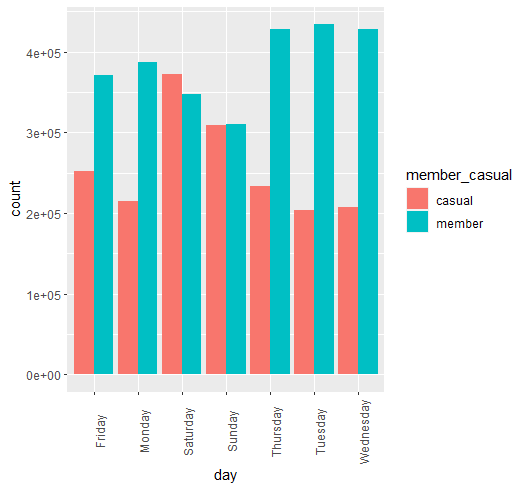 4e+05
3e+05
2e+05
1e+05
0e+00
count
Friday
Monday
Saturday
Sunday
Thursday
Tuesday
Wednesday
day
member_casual
casual
member